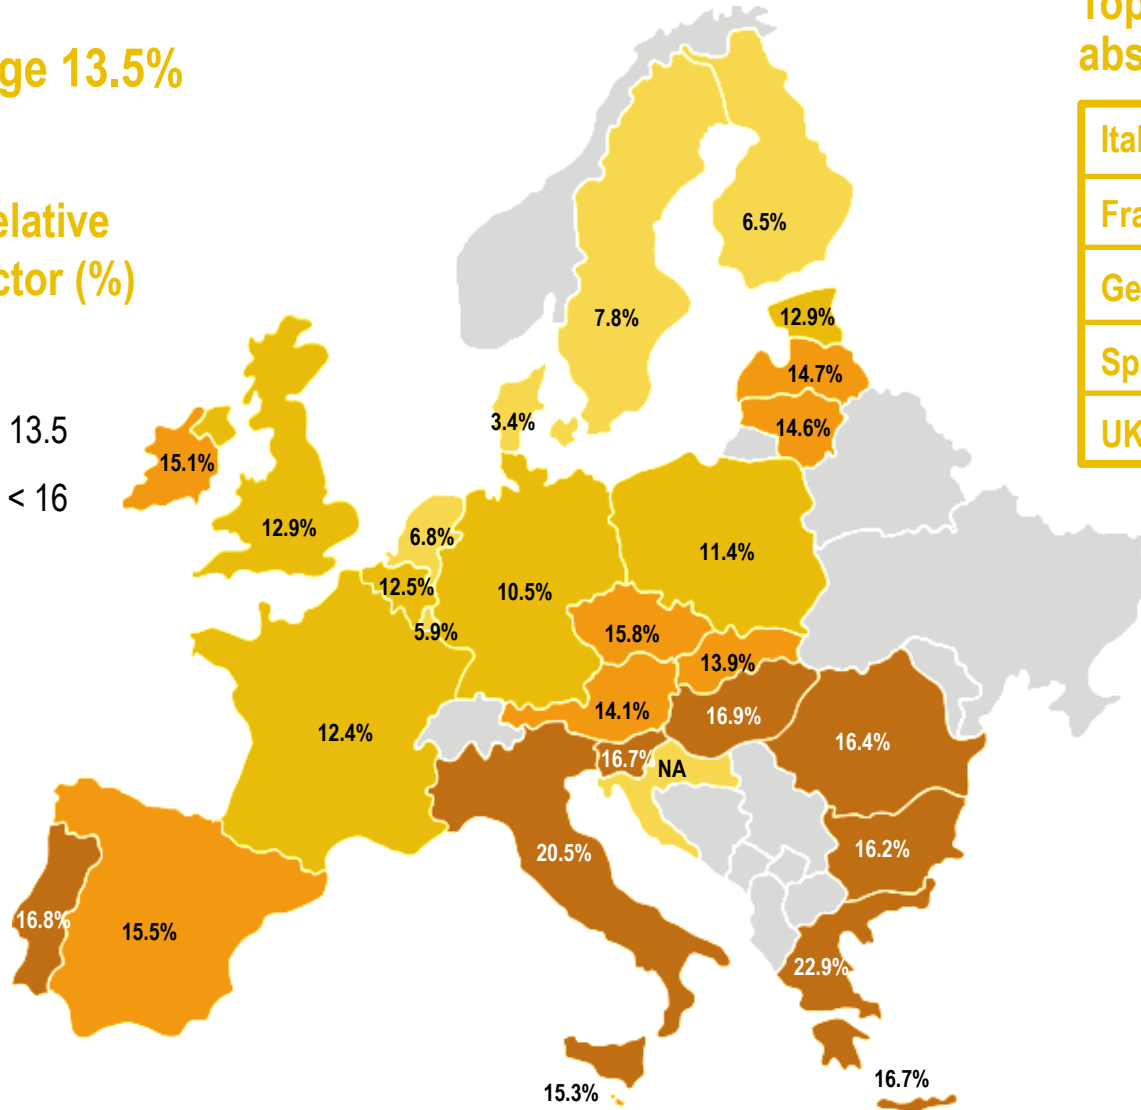 Top
abs
ge 13.5%
elative
ctor (%)
13.5
< 16
Ital
Fra
Ge
Sp
UK
6.5%
7.8%
12.9%
14.7%
3.4%
14.6%
15.1%
12.9%
6.8%
11.4%
12.5%
10.5%
5.9%
15.8%
13.9%
14.1%
16.9%
12.4%
16.4%
16.7%
NA
20.5%
16.2%
16.8%
15.5%
22.9%
15.3%
16.7%